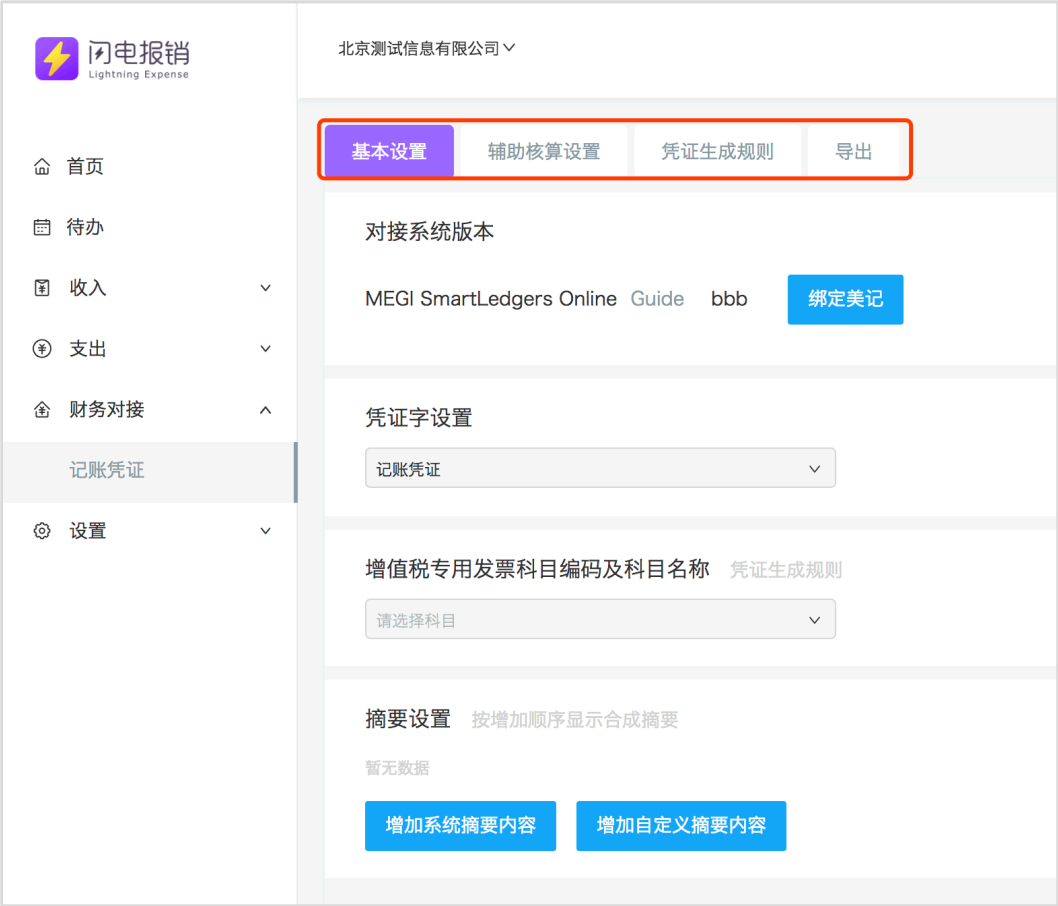 闪电报销
Lightning Expense
北京测试信息有限公司
首页
待办
收入
支出
财务对接
记账凭证
设置
基本设置 辅助核算设置 凭证生成规则 导出
对接系统版本
MEGI SmartLedgers Online Guide bbb 绑定美记
凭证字设置
记账凭证
增值税专用发票科目编码及科目名称 凭证生成规则
请选择科目
摘要设置 按增加顺序显示合成摘要
暂无数据
增加系统摘要内容 增加自定义摘要内容